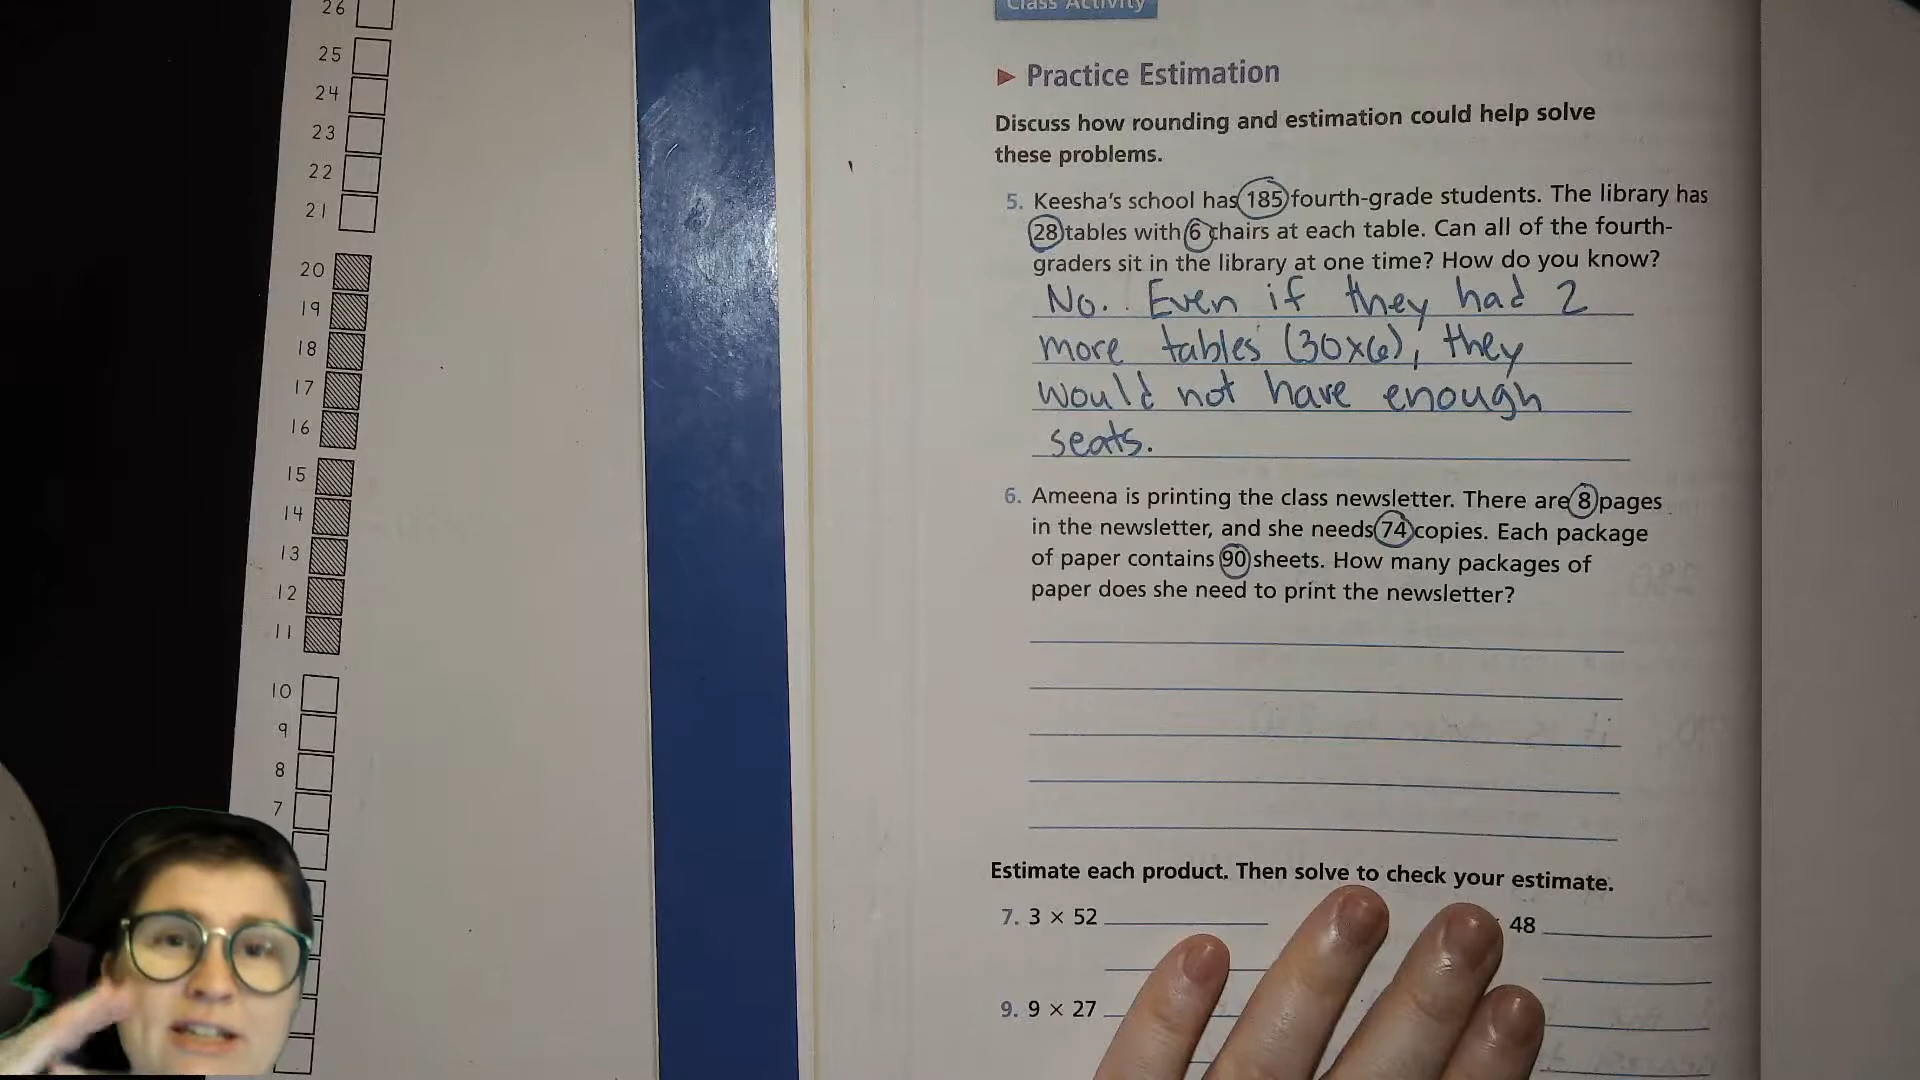 26
25
24
23
22
21
20
19
18
17
16
15
14
13
12
11
10
9
8
7
Class Activity
Practice Estimation
Discuss how rounding and estimation could help solve
these problems.
5. Keesha's school has 185 fourth-grade students. The library has
28 tables with 6 chairs at each table. Can all of the fourth-
graders sit in the library at one time? How do you know?
No. Even if they had 2
more tables (30x6), they
would not have enough
seats.
6. Ameena is printing the class newsletter. There are 8 pages
in the newsletter, and she needs 74 copies. Each package
of paper contains 90 sheets. How many packages of
paper does she need to print the newsletter?
Estimate each product. Then solve to check your estimate.
7. 3 × 52
48
9. 9 × 27